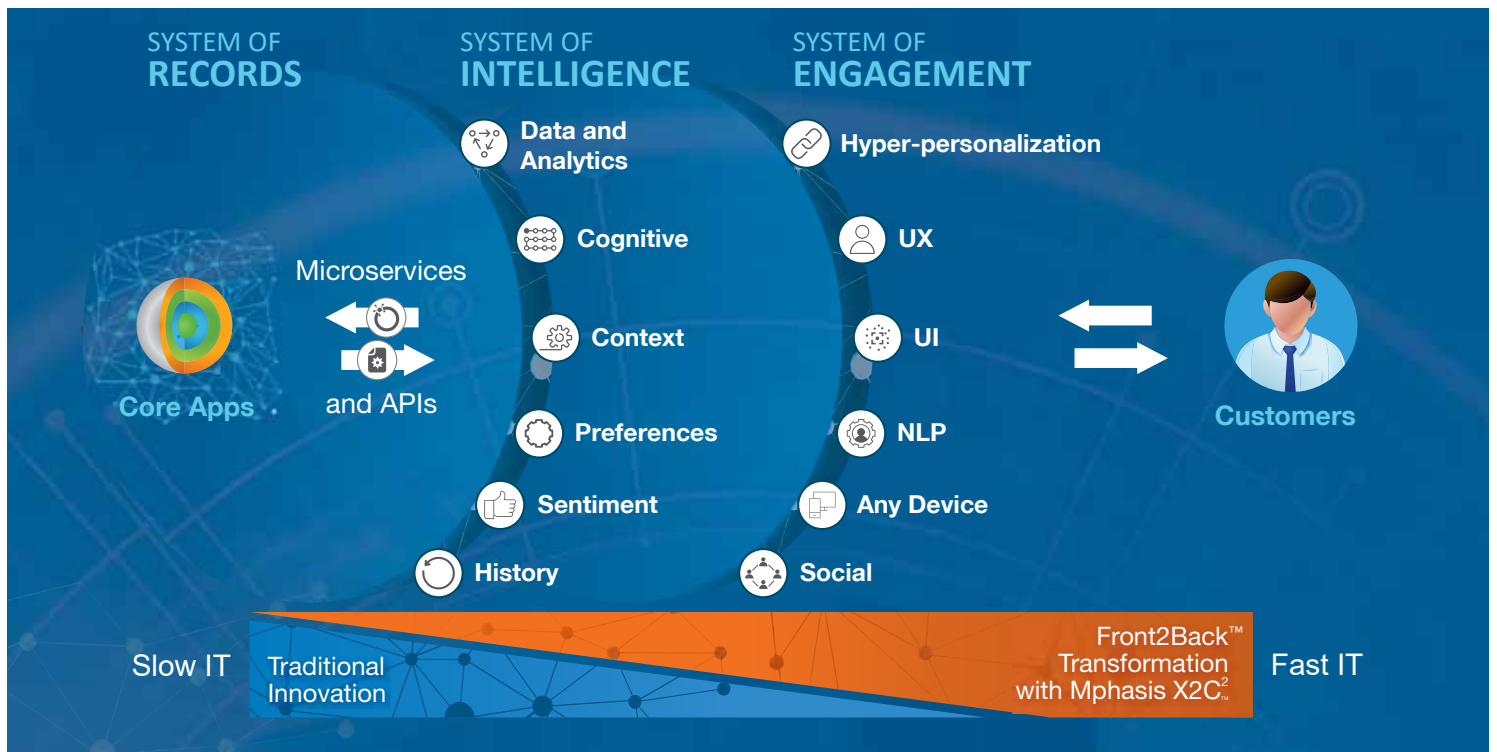 SYSTEM OF
RECORDS
SYSTEM OF
INTELLIGENCE
SYSTEM OF
ENGAGEMENT
Core Apps
Microservices
and APIs
Data and
Analytics
Cognitive
Context
Preferences
Sentiment
History
Hyper-personalization
UX
UI
NLP
Any Device
Social
Customers
Slow IT
Traditional
Innovation
Front2Back™
Transformation
with Mphasis X2C²™
Fast IT